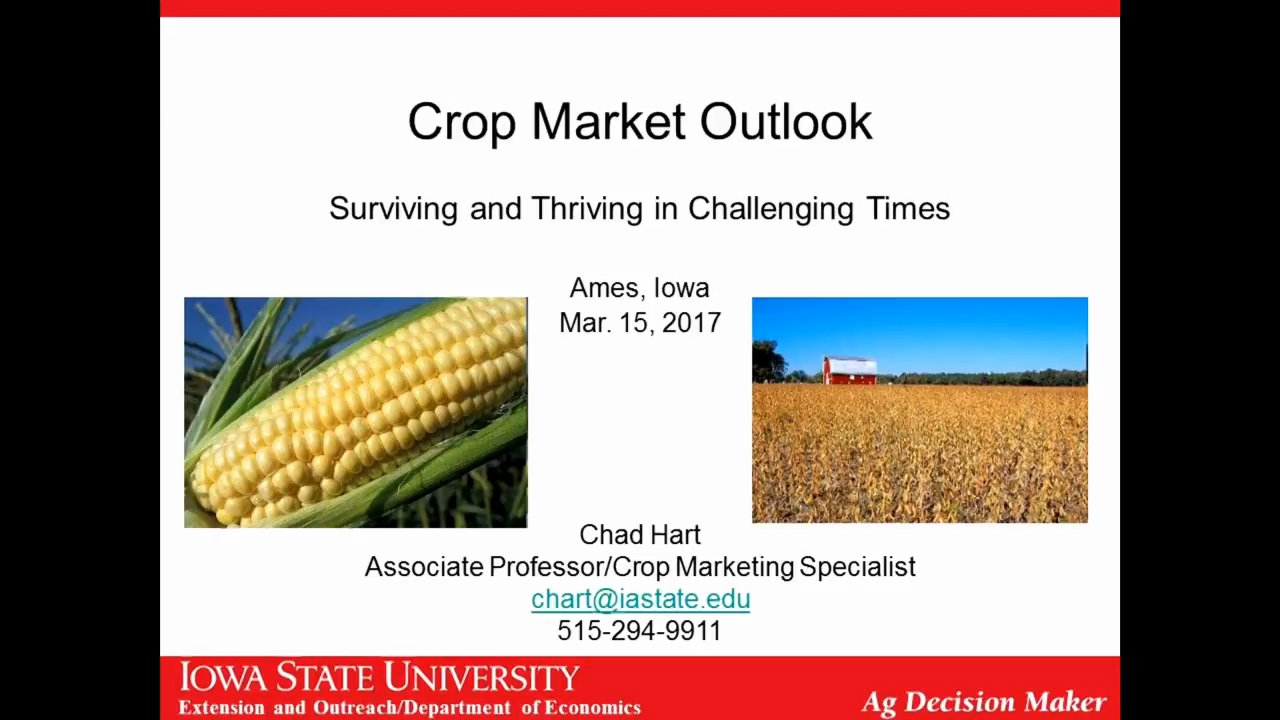 Crop Market Outlook
Surviving and Thriving in Challenging Times
Ames, Iowa
Mar. 15, 2017
Chad Hart
Associate Professor/Crop Marketing Specialist
chart@iastate.edu
515-294-9911
IOWA STATE UNIVERSITY
Extension and Outreach/Department of Economics
Ag Decision Maker